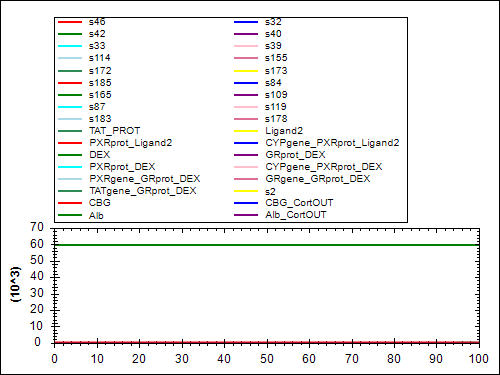 s46 s32
s42 s40
s33 s39
s114 s155
s172 s173
s185 s84
s165 s109
s87 s119
s183 s178
TAT_PROT Ligand2
PXRprot_Ligand2 CYPgene_PXRprot_Ligand2
DEX GRprot_DEX
PXRprot_DEX CYPgene_PXRprot_DEX
PXRgene_GRprot_DEX GRgene_GRprot_DEX
TATgene_GRprot_DEX s2
CBG CBG_CortOUT
Alb Alb_CortOUT
70
60
50
40
30
20
10
0
(10^3)
0 10 20 30 40 50 60 70 80 90 100